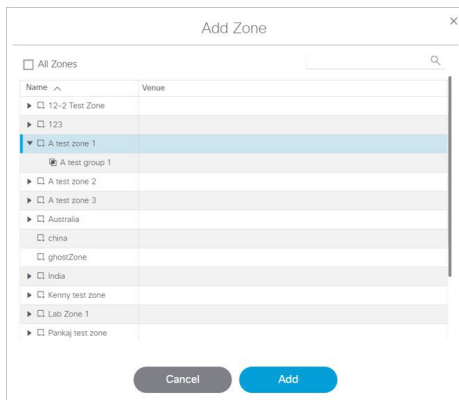 Add Zone
All Zones
Name Venue
12-2 Test Zone
123
A test zone 1
A test group 1
A test zone 2
A test zone 3
Australia
china
ghostZone
India
Kenny test zone
Lab Zone 1
Pankaj test zone
Cancel Add